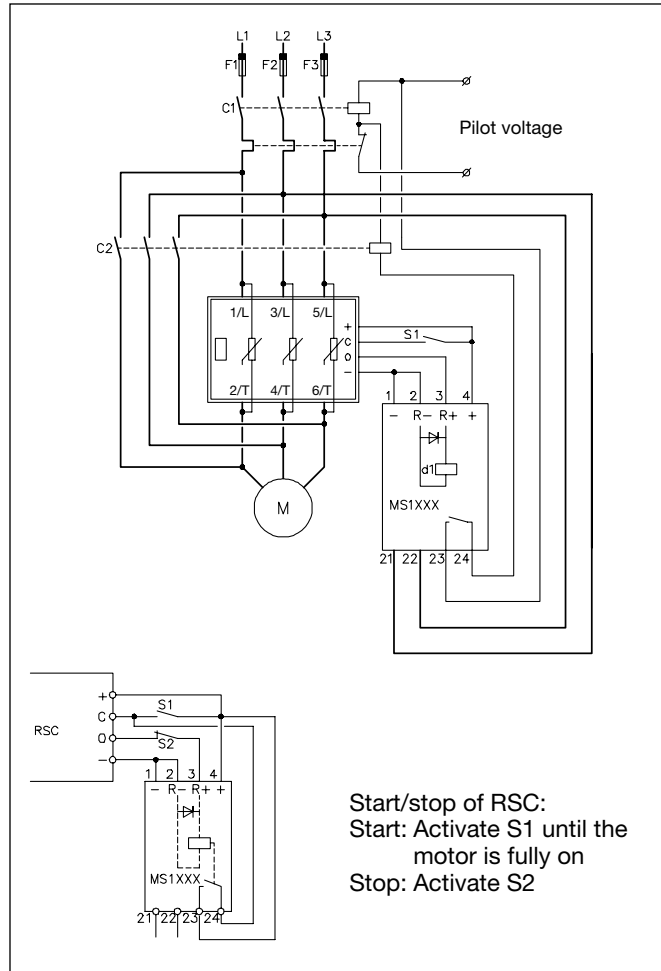 L1 L2 L3
F1 F2 F3
C1
Pilot voltage
C2
1/L 3/L 5/L
+
C
O
-
S1
2/T 4/T 6/T
1 2 3 4
- R- R+ +
d1
M
MS1XXX
21 22 23 24
+
C
O
-
RSC
S1
S2
1 2 3 4
- R- R+ +
MS1XXX
21 22 23 24
Start/stop of RSC:
Start: Activate S1 until the
motor is fully on
Stop: Activate S2